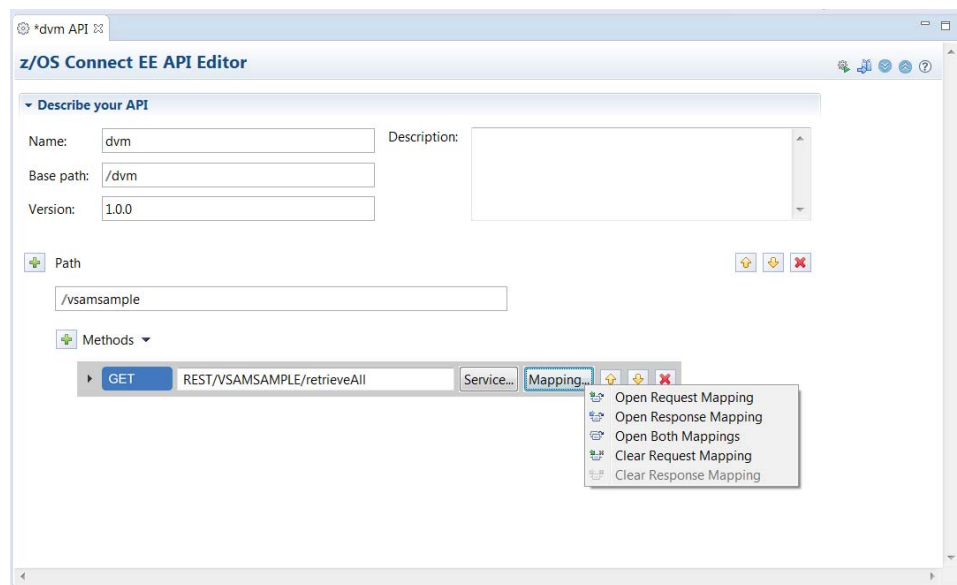 *dvm API
z/OS Connect EE API Editor
Describe your API
Name: dvm Description:
Base path: /dvm
Version: 1.0.0
Path
/vsamsample
Methods
GET REST/VSAMSAMPLE/retrieveAll Service... Mapping...
Open Request Mapping
Open Response Mapping
Open Both Mappings
Clear Request Mapping
Clear Response Mapping